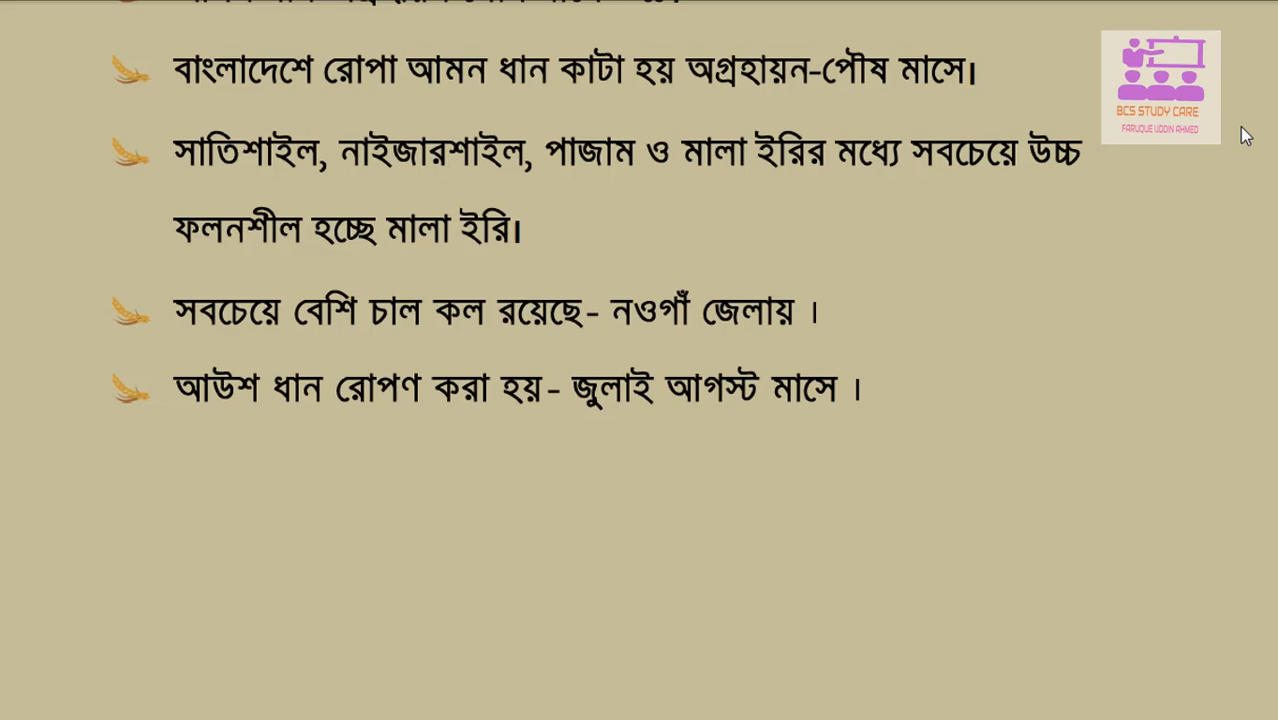 বাংলাদেশে রোপা আমন ধান কাটা হয় অগ্রহায়ন-পৌষ মাসে।
সাতিশাইল, নাইজারশাইল, পাজাম ও মালা ইরির মধ্যে সবচেয়ে উচ্চ
ফলনশীল হচ্ছে মালা ইরি।
সবচেয়ে বেশি চাল কল রয়েছে- নওগাঁ জেলায় ।
আউশ ধান রোপণ করা হয়- জুলাই আগস্ট মাসে ।
BCS STUDY CARE
FARUQUE UDDIN AHMED